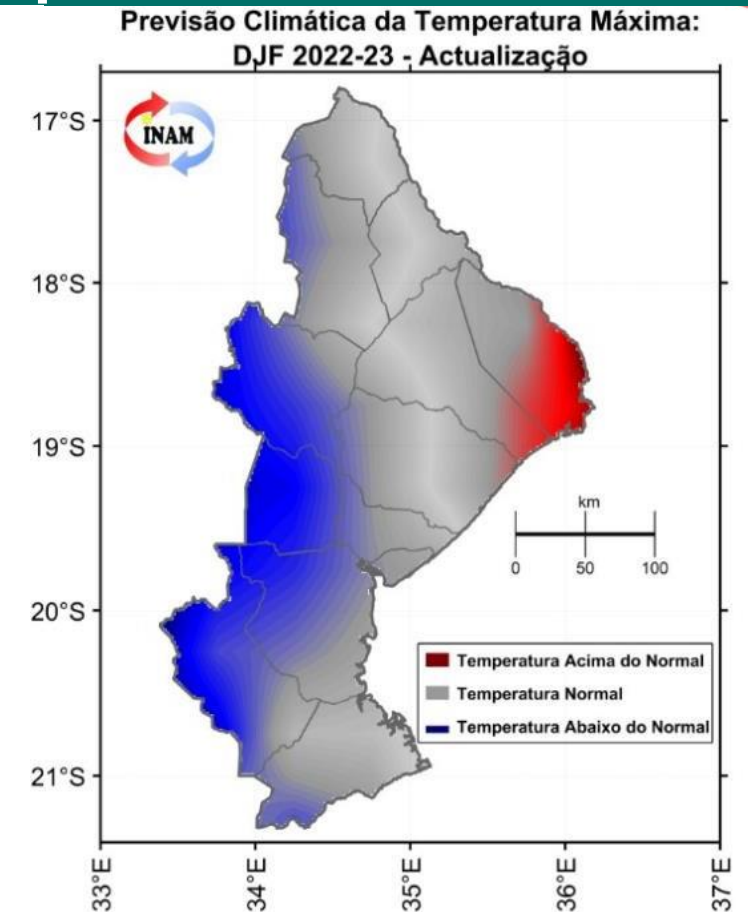 Previsão Climática da Temperatura Máxima:
DJF 2022-23 - Actualização
INAM
17°S
18°S
19°S
20°S
21°S
km
0 50 100
Temperatura Acima do Normal
Temperatura Normal
Temperatura Abaixo do Normal
33°E 34°E 35°E 36°E 37°E